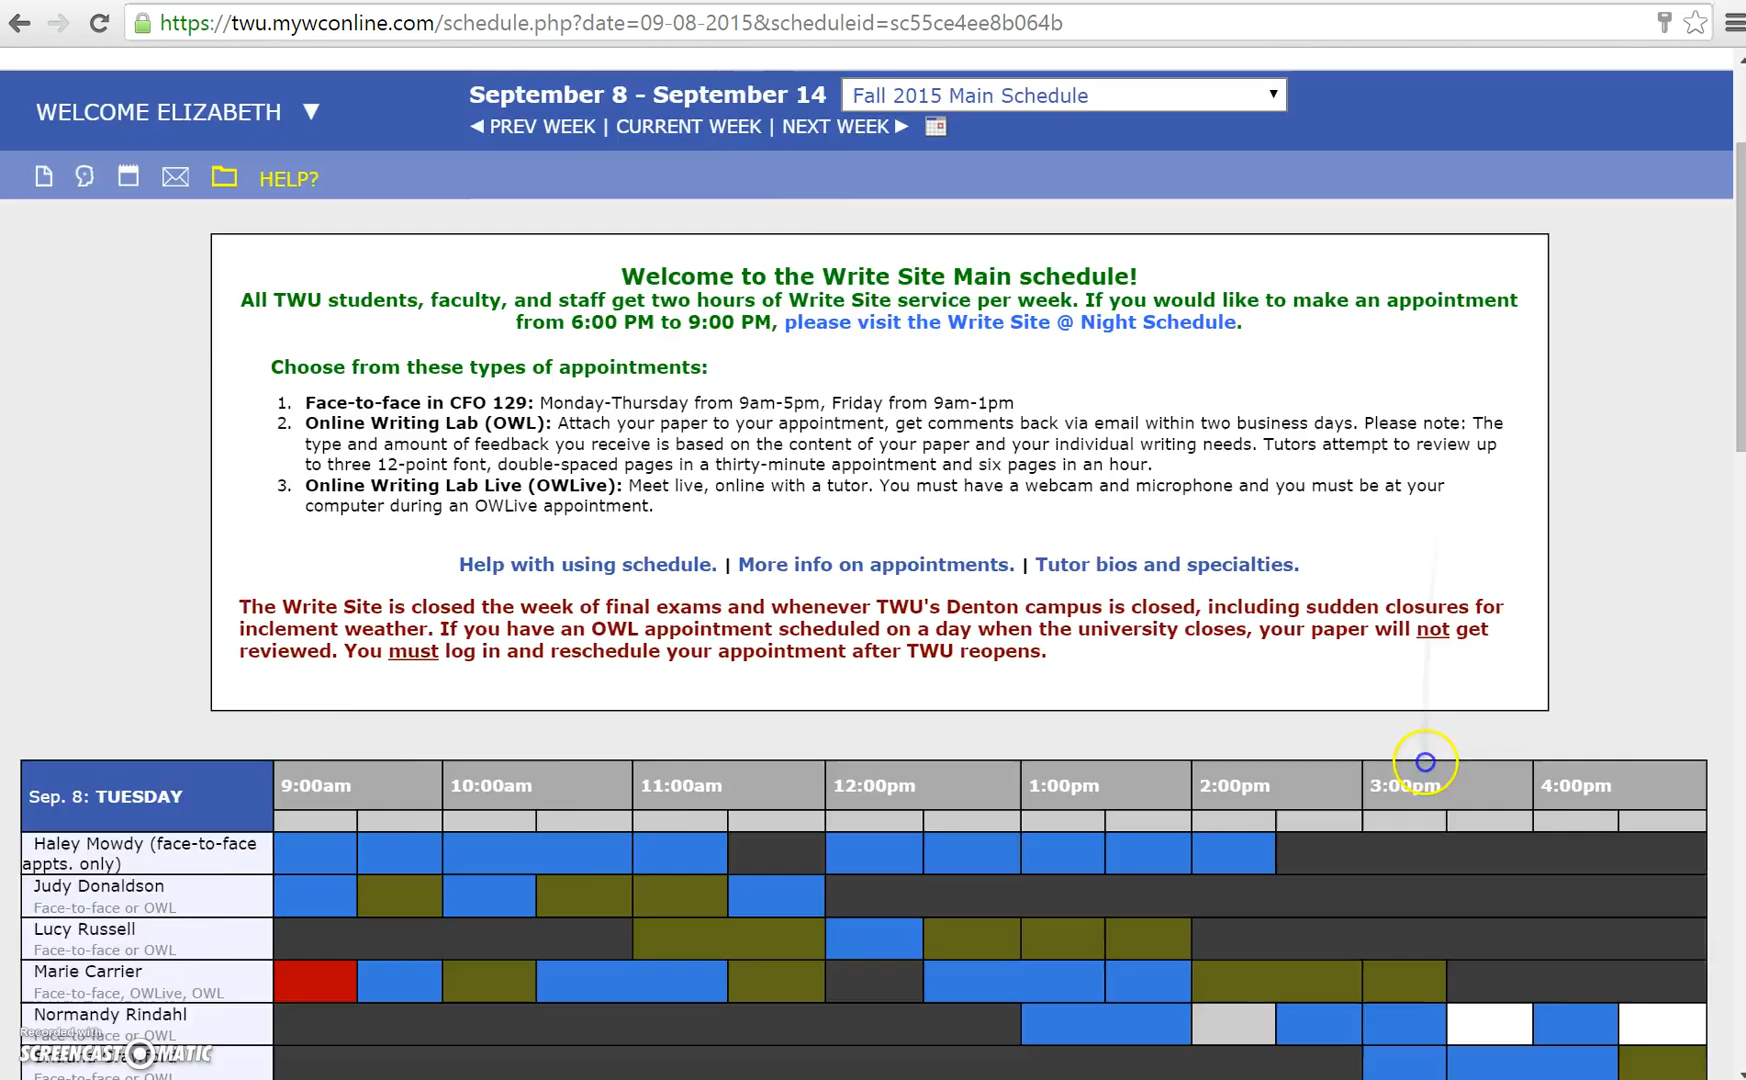 https://twu.mywconline.com/schedule.php?date=09-08-2015&scheduleid=sc55ce4ee8b064b
WELCOME ELIZABETH ▼
September 8 - September 14
Fall 2015 Main Schedule
◀ PREV WEEK | CURRENT WEEK | NEXT WEEK ▶
HELP?
Welcome to the Write Site Main schedule!
All TWU students, faculty, and staff get two hours of Write Site service per week. If you would like to make an appointment
from 6:00 PM to 9:00 PM, please visit the Write Site @ Night Schedule.
Choose from these types of appointments:
1. Face-to-face in CFO 129: Monday-Thursday from 9am-5pm, Friday from 9am-1pm
2. Online Writing Lab (OWL): Attach your paper to your appointment, get comments back via email within two business days. Please note: The
type and amount of feedback you receive is based on the content of your paper and your individual writing needs. Tutors attempt to review up
to three 12-point font, double-spaced pages in a thirty-minute appointment and six pages in an hour.
3. Online Writing Lab Live (OWLive): Meet live, online with a tutor. You must have a webcam and microphone and you must be at your
computer during an OWLive appointment.
Help with using schedule. | More info on appointments. | Tutor bios and specialties.
The Write Site is closed the week of final exams and whenever TWU's Denton campus is closed, including sudden closures for
inclement weather. If you have an OWL appointment scheduled on a day when the university closes, your paper will not get
reviewed. You must log in and reschedule your appointment after TWU reopens.
Sep. 8: TUESDAY
9:00am 10:00am 11:00am 12:00pm 1:00pm 2:00pm 3:00pm 4:00pm
Haley Mowdy (face-to-face
appts. only)
Judy Donaldson
Face-to-face or OWL
Lucy Russell
Face-to-face or OWL
Marie Carrier
Face-to-face, OWLive, OWL
Normandy Rindahl
Recorded with
Face-to-face or OWL
SCREENCAST-O-MATIC
Face-to-face or OWL